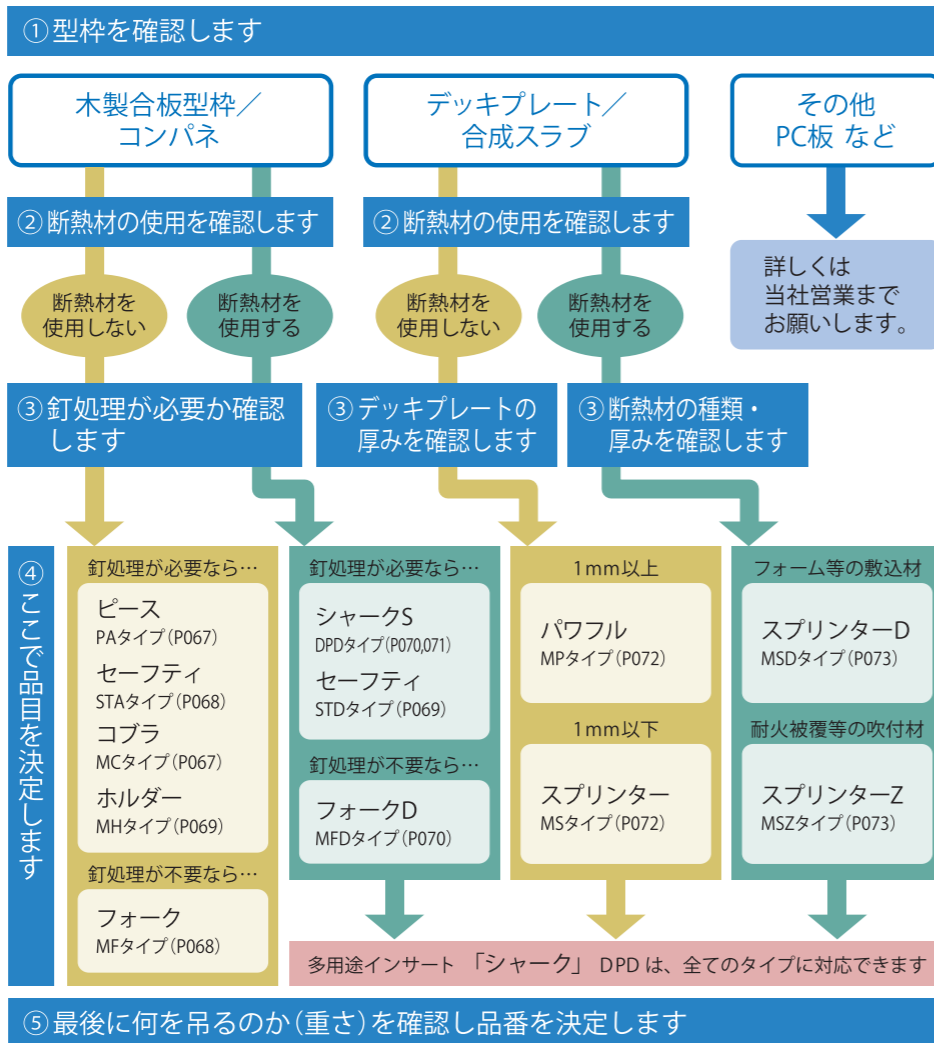 ①型枠を確認します
木製合板型枠／
コンパネ
デッキプレート／
合成スラブ
その他
PC板 など
②断熱材の使用を確認します
②断熱材の使用を確認します
詳しくは
当社営業まで
お願いします。
断熱材を
使用しない
断熱材を
使用する
断熱材を
使用しない
断熱材を
使用する
③釘処理が必要か確認
します
③デッキプレートの
厚みを確認します
③断熱材の種類・
厚みを確認します
④ここで品目を決定します
釘処理が必要なら…
ピース
PAタイプ（P067）
セーフティ
STAタイプ（P068）
コブラ
MCタイプ（P067）
ホルダー
MHタイプ（P069）
釘処理が不要なら…
フォーク
MFタイプ（P068）
釘処理が必要なら…
シャークS
DPDタイプ（P070,071）
セーフティ
STDタイプ（P069）
釘処理が不要なら…
フォークD
MFDタイプ（P070）
1mm以上
パワフル
MPタイプ（P072）
1mm以下
スプリンター
MSタイプ（P072）
フォーム等の敷込材
スプリンターD
MSDタイプ（P073）
耐火被覆等の吹付材
スプリンターZ
MSZタイプ（P073）
多用途インサート 「シャーク」 DPD は、全てのタイプに対応できます
⑤最後に何を吊るのか（重さ）を確認し品番を決定します